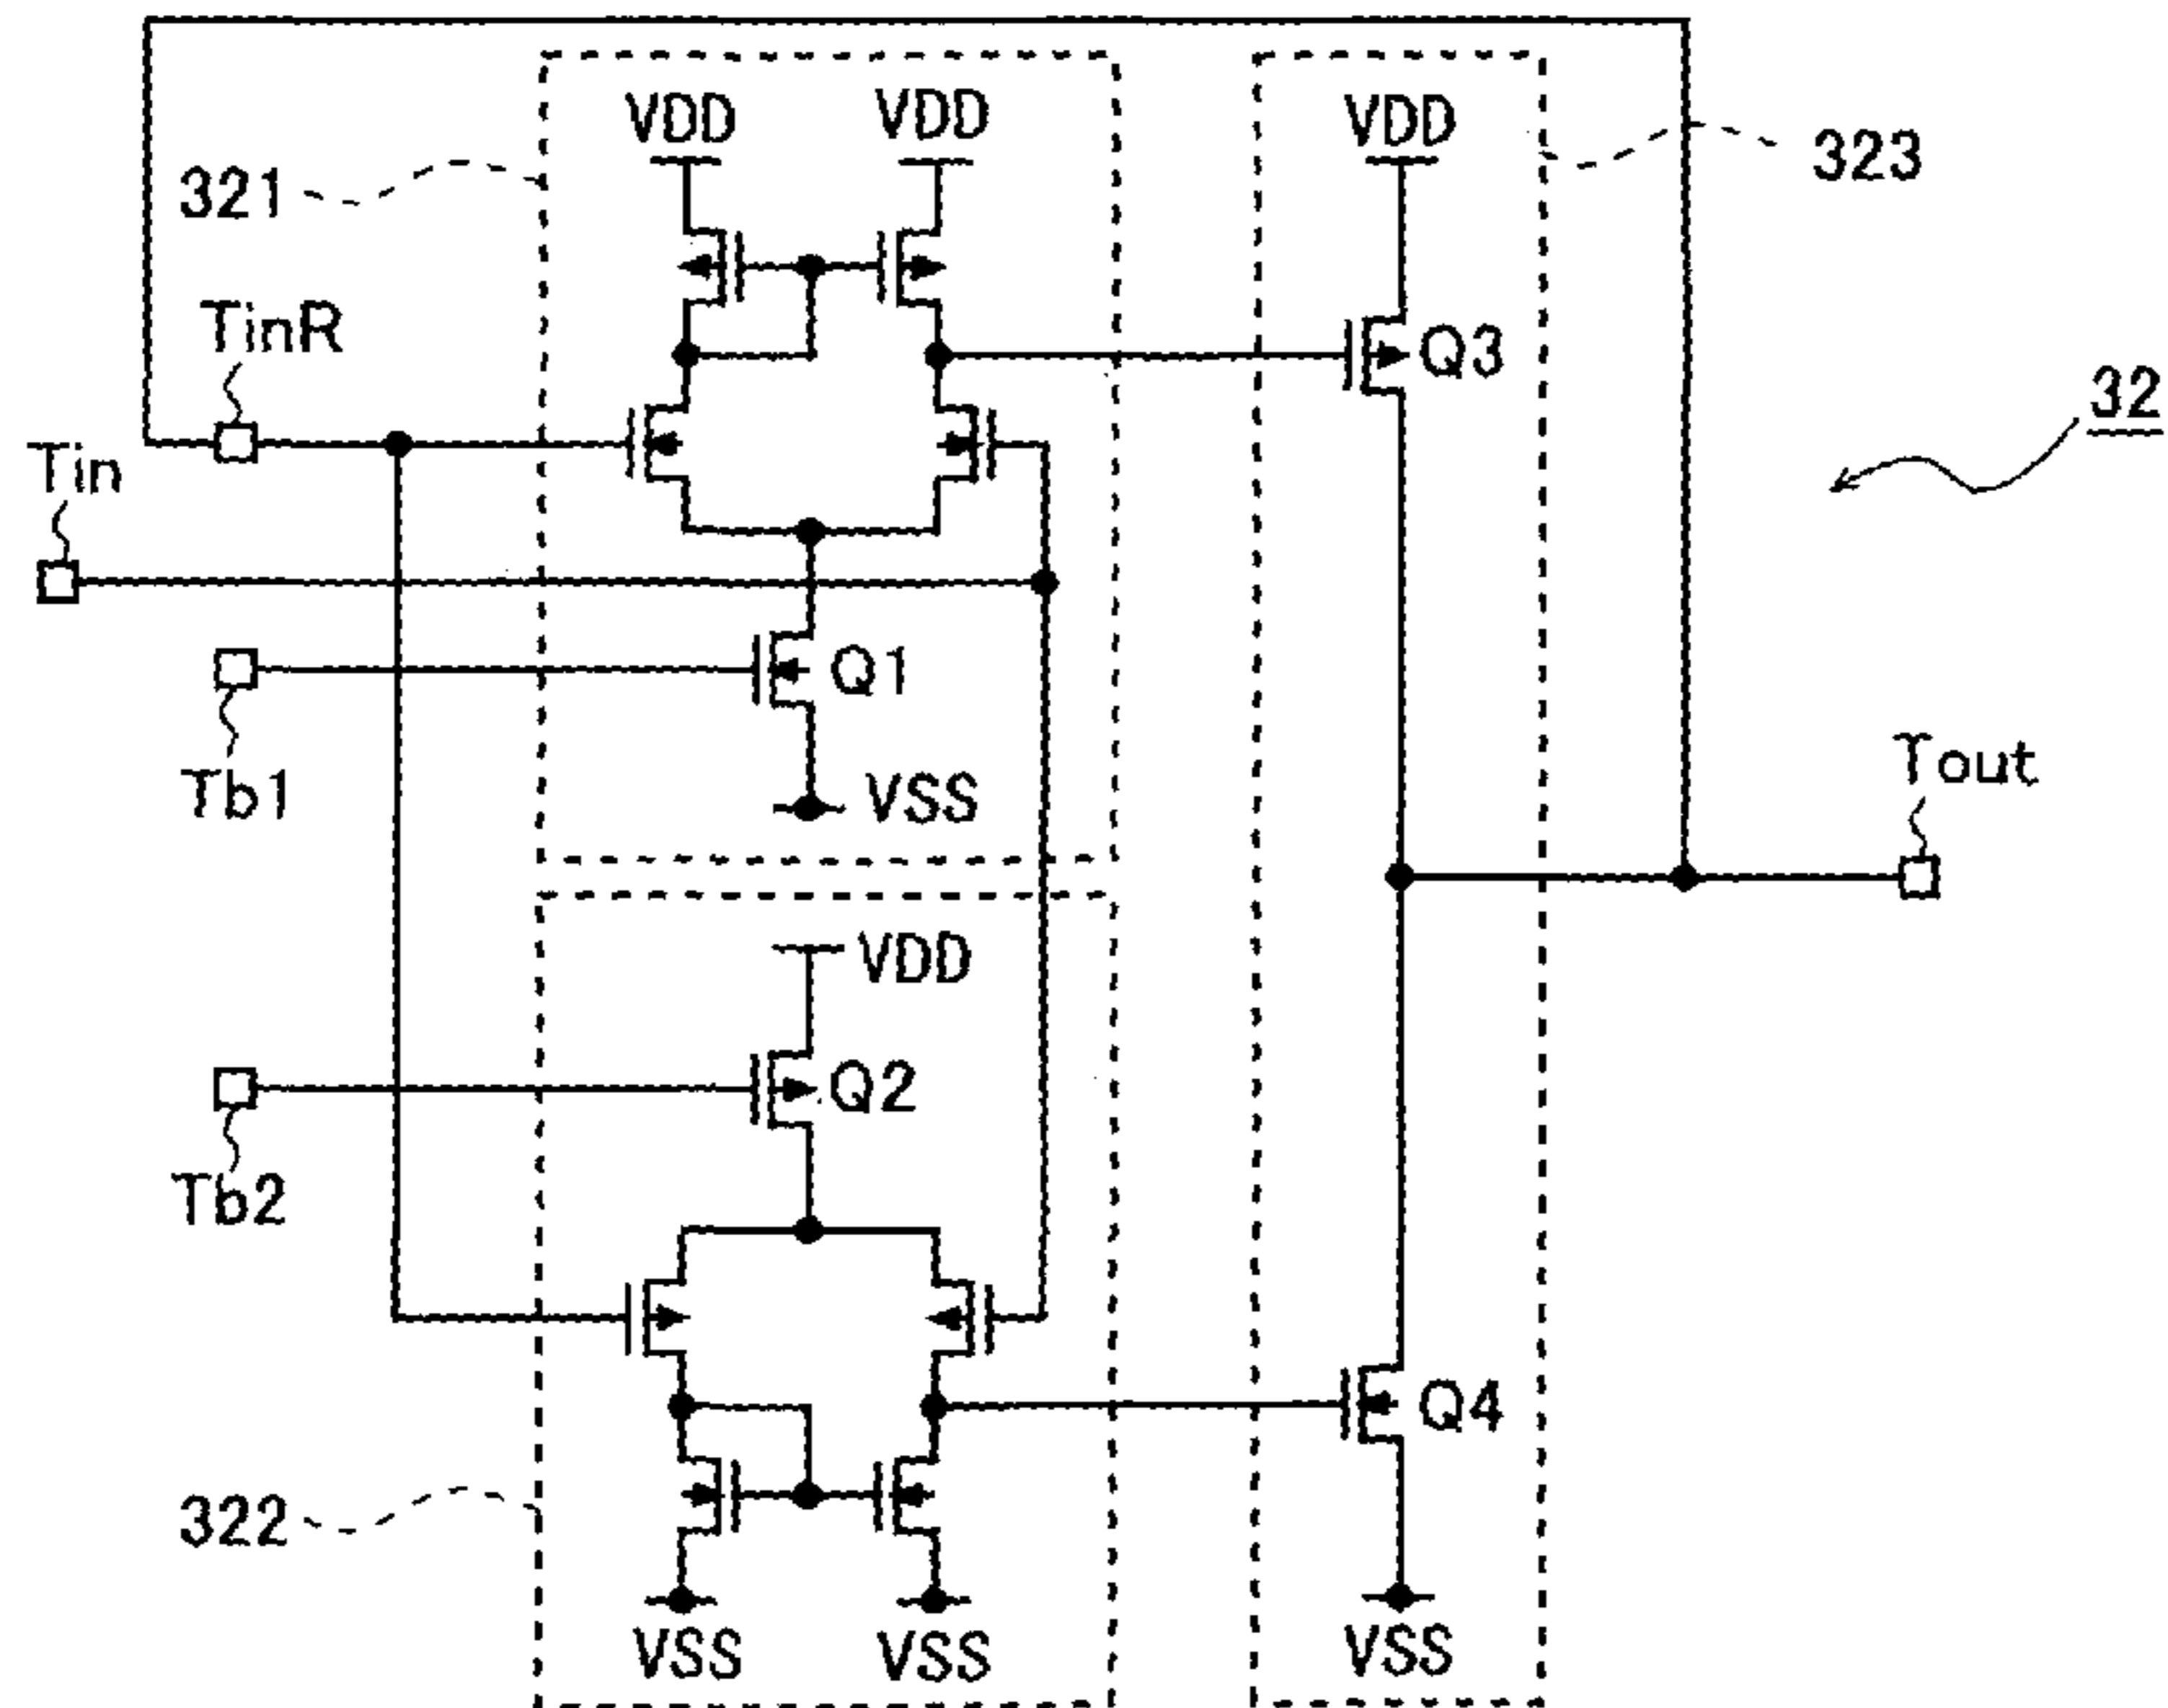 VDD
VDD
VDD
321
323
TinR
Q3
32
Tin
Q1
Tout
Tb1
VSS
VDD
Q2
Tb2
Q4
322
VSS
VSS
VSS